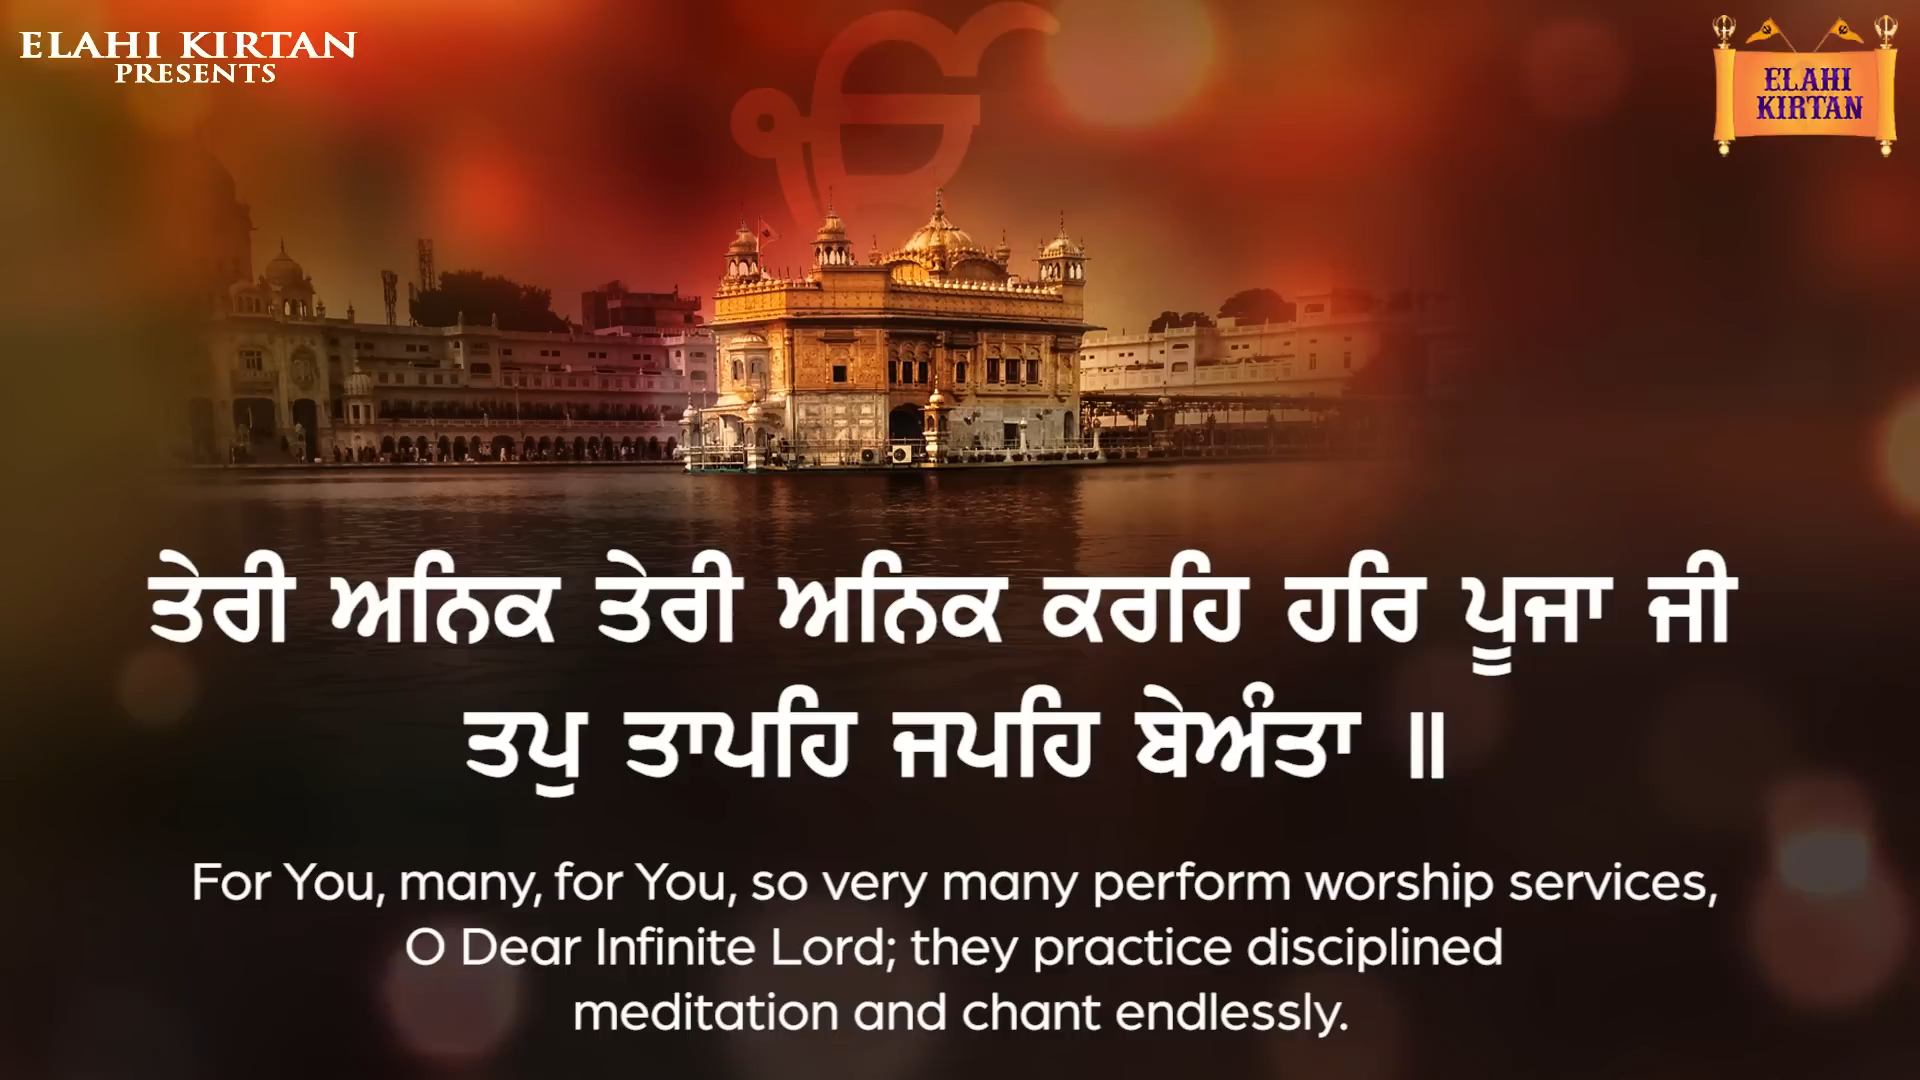 ELAHI KIRTAN
PRESENTS
ELAHI
KIRTAN
ੴ
ਤੇਰੀ ਅਨਿਕ ਤੇਰੀ ਅਨਿਕ ਕਰਹਿ ਹਰਿ ਪੂਜਾ ਜੀ
ਤਪੁ ਤਾਪਹਿ ਜਪਹਿ ਬੇਅੰਤਾ ॥
For You, many, for You, so very many perform worship services,
O Dear Infinite Lord; they practice disciplined
meditation and chant endlessly.